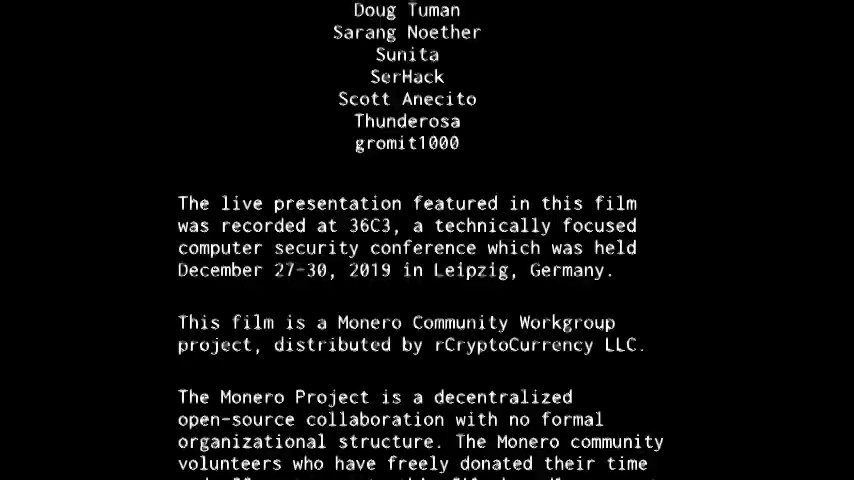 Doug Tuman
Sarang Noether
Sunita
SerHack
Scott Anecito
Thunderosa
gromit1000
The live presentation featured in this film
was recorded at 36C3, a technically focused
computer security conference which was held
December 27-30, 2019 in Leipzig, Germany.
This film is a Monero Community Workgroup
project, distributed by rCryptoCurrency LLC.
The Monero Project is a decentralized
open-source collaboration with no formal
organizational structure. The Monero community
volunteers who have freely donated their time